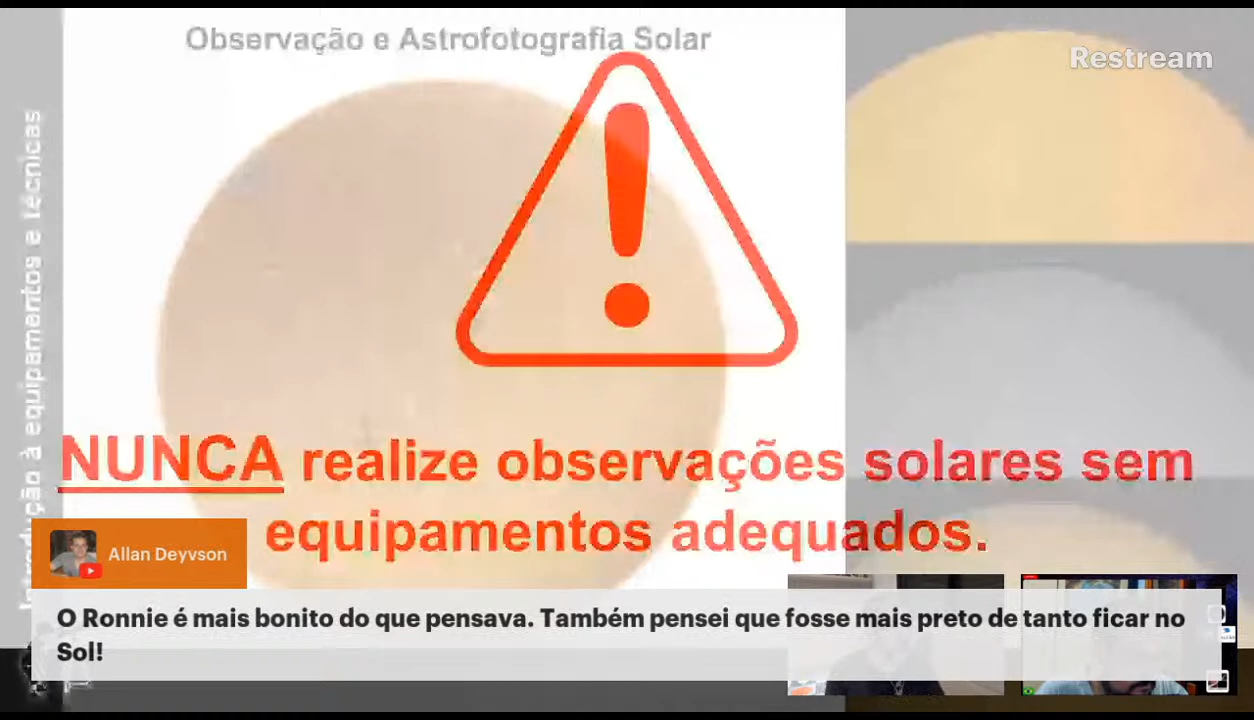 Observação e Astrofotografia Solar
Restream
Introdução à equipamentos e técnicas
NUNCA realize observações solares sem
equipamentos adequados.
Allan Deyvson
O Ronnie é mais bonito do que pensava. Também pensei que fosse mais preto de tanto ficar no
Sol!